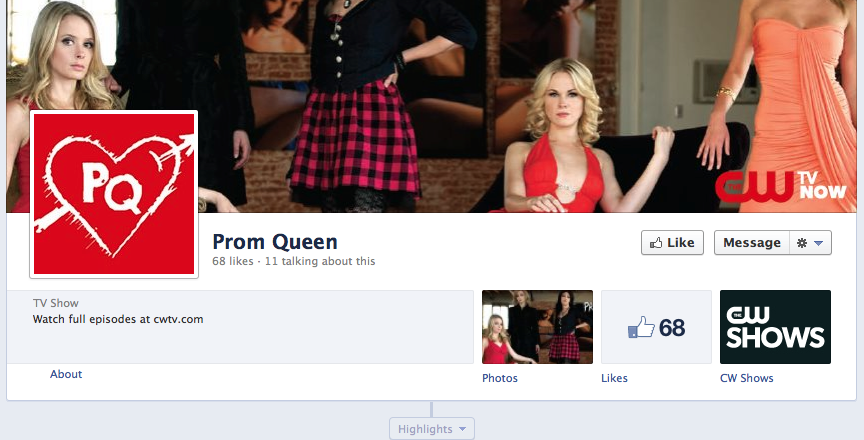 CW TV NOW
PQ
Prom Queen
68 likes · 11 talking about this
Like
Message
TV Show
Watch full episodes at cwtv.com
About
Photos
68
Likes
THE CW
SHOWS
CW Shows
Highlights